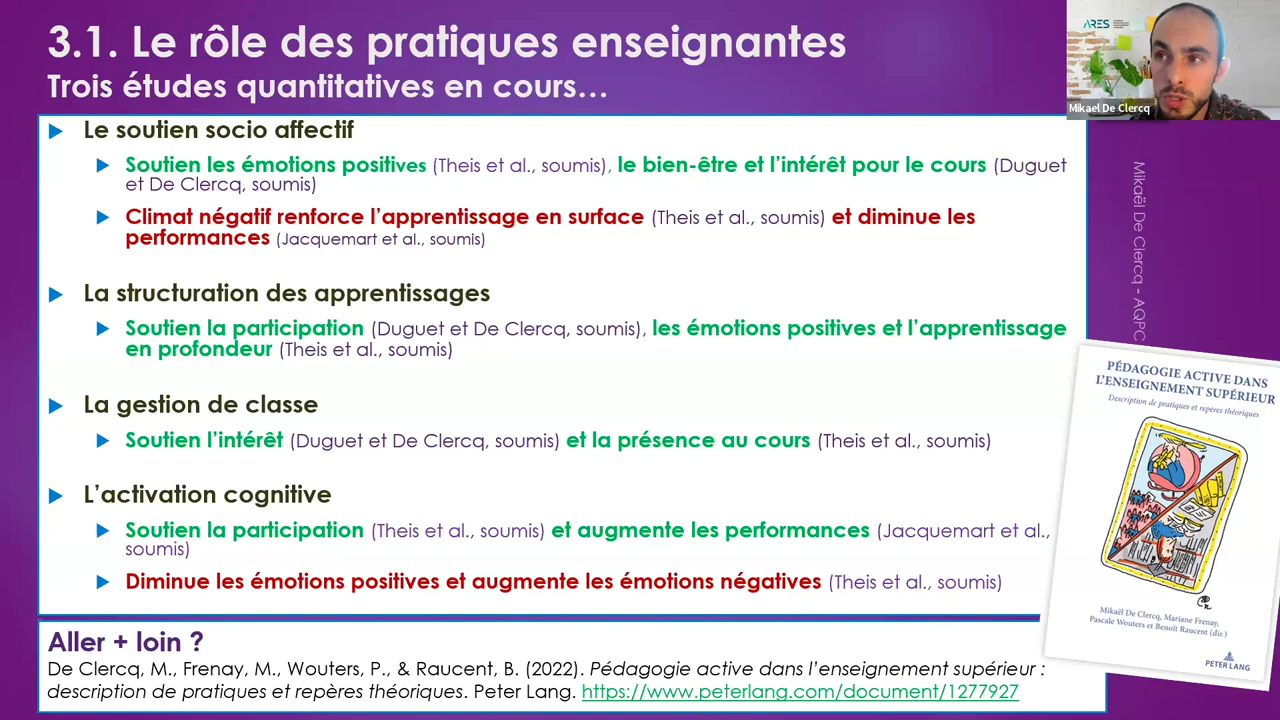 3.1. Le rôle des pratiques enseignantes
Trois études quantitatives en cours…
Le soutien socio affectif
Soutien les émotions positives (Theis et al., soumis), le bien-être et l’intérêt pour le cours (Duguet
et De Clercq, soumis)
Climat négatif renforce l’apprentissage en surface (Theis et al., soumis) et diminue les
performances (Jacquemart et al., soumis)
La structuration des apprentissages
Soutien la participation (Duguet et De Clercq, soumis), les émotions positives et l’apprentissage
en profondeur (Theis et al., soumis)
La gestion de classe
Soutien l’intérêt (Duguet et De Clercq, soumis) et la présence au cours (Theis et al., soumis)
L’activation cognitive
Soutien la participation (Theis et al., soumis) et augmente les performances (Jacquemart et al.,
soumis)
Diminue les émotions positives et augmente les émotions négatives (Theis et al., soumis)
Aller + loin ?
De Clercq, M., Frenay, M., Wouters, P., & Raucent, B. (2022). Pédagogie active dans l’enseignement supérieur :
description de pratiques et repères théoriques. Peter Lang. https://www.peterlang.com/document/1277927
ARES
Mikael De Clercq
Mikaël De Clercq - AQPC
PÉDAGOGIE ACTIVE DANS
L’ENSEIGNEMENT SUPÉRIEUR
Description de pratiques et repères théoriques
Mikaël De Clercq, Mariane Frenay,
Pascale Wouters et Benoît Raucent (dir.)
PETER LANG